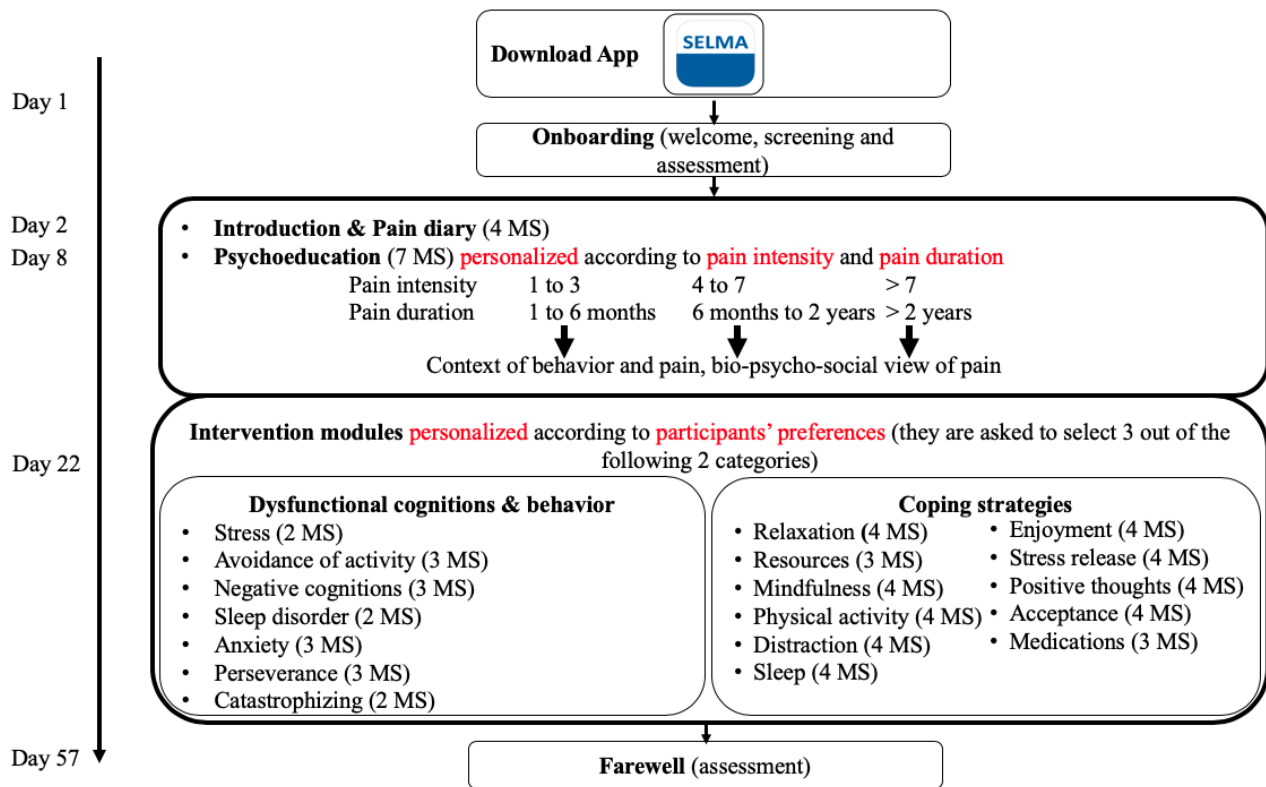 Download App
SELMA
Day 1
Onboarding (welcome, screening and
assessment)
Day 2
• Introduction & Pain diary (4 MS)
Day 8
• Psychoeducation (7 MS) personalized according to pain intensity and pain duration
Pain intensity 1 to 3 4 to 7 > 7
Pain duration 1 to 6 months 6 months to 2 years > 2 years
Context of behavior and pain, bio-psycho-social view of pain
Intervention modules personalized according to participants’ preferences (they are asked to select 3 out of the
Day 22
following 2 categories)
Dysfunctional cognitions & behavior
• Stress (2 MS)
• Avoidance of activity (3 MS)
• Negative cognitions (3 MS)
• Sleep disorder (2 MS)
• Anxiety (3 MS)
• Perseverance (3 MS)
• Catastrophizing (2 MS)
Coping strategies
• Relaxation (4 MS)
• Resources (3 MS)
• Mindfulness (4 MS)
• Physical activity (4 MS)
• Distraction (4 MS)
• Sleep (4 MS)
• Enjoyment (4 MS)
• Stress release (4 MS)
• Positive thoughts (4 MS)
• Acceptance (4 MS)
• Medications (3 MS)
Day 57
Farewell (assessment)